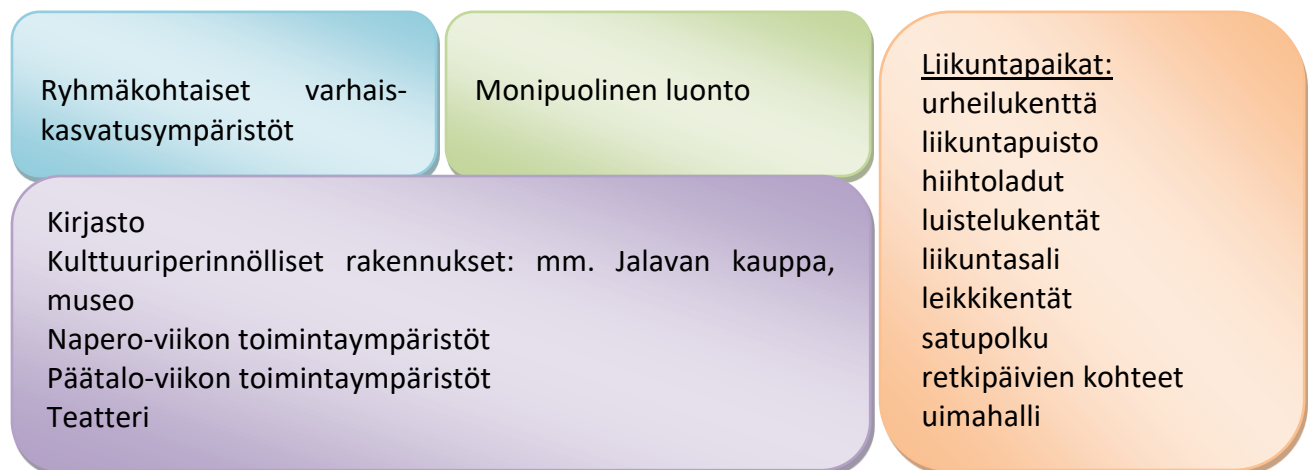 Ryhmäkohtaiset varhais-
kasvatusympäristöt
Monipuolinen luonto
Kirjasto
Kulttuuriperinnölliset rakennukset: mm. Jalavan kauppa,
museo
Napero-viikon toimintaympäristöt
Päätalo-viikon toimintaympäristöt
Teatteri
Liikuntapaikat:
urheilukenttä
liikuntapuisto
hiihtoladut
luistelukentät
liikuntasali
leikkikentät
satupolku
retkipäivien kohteet
uimahalli